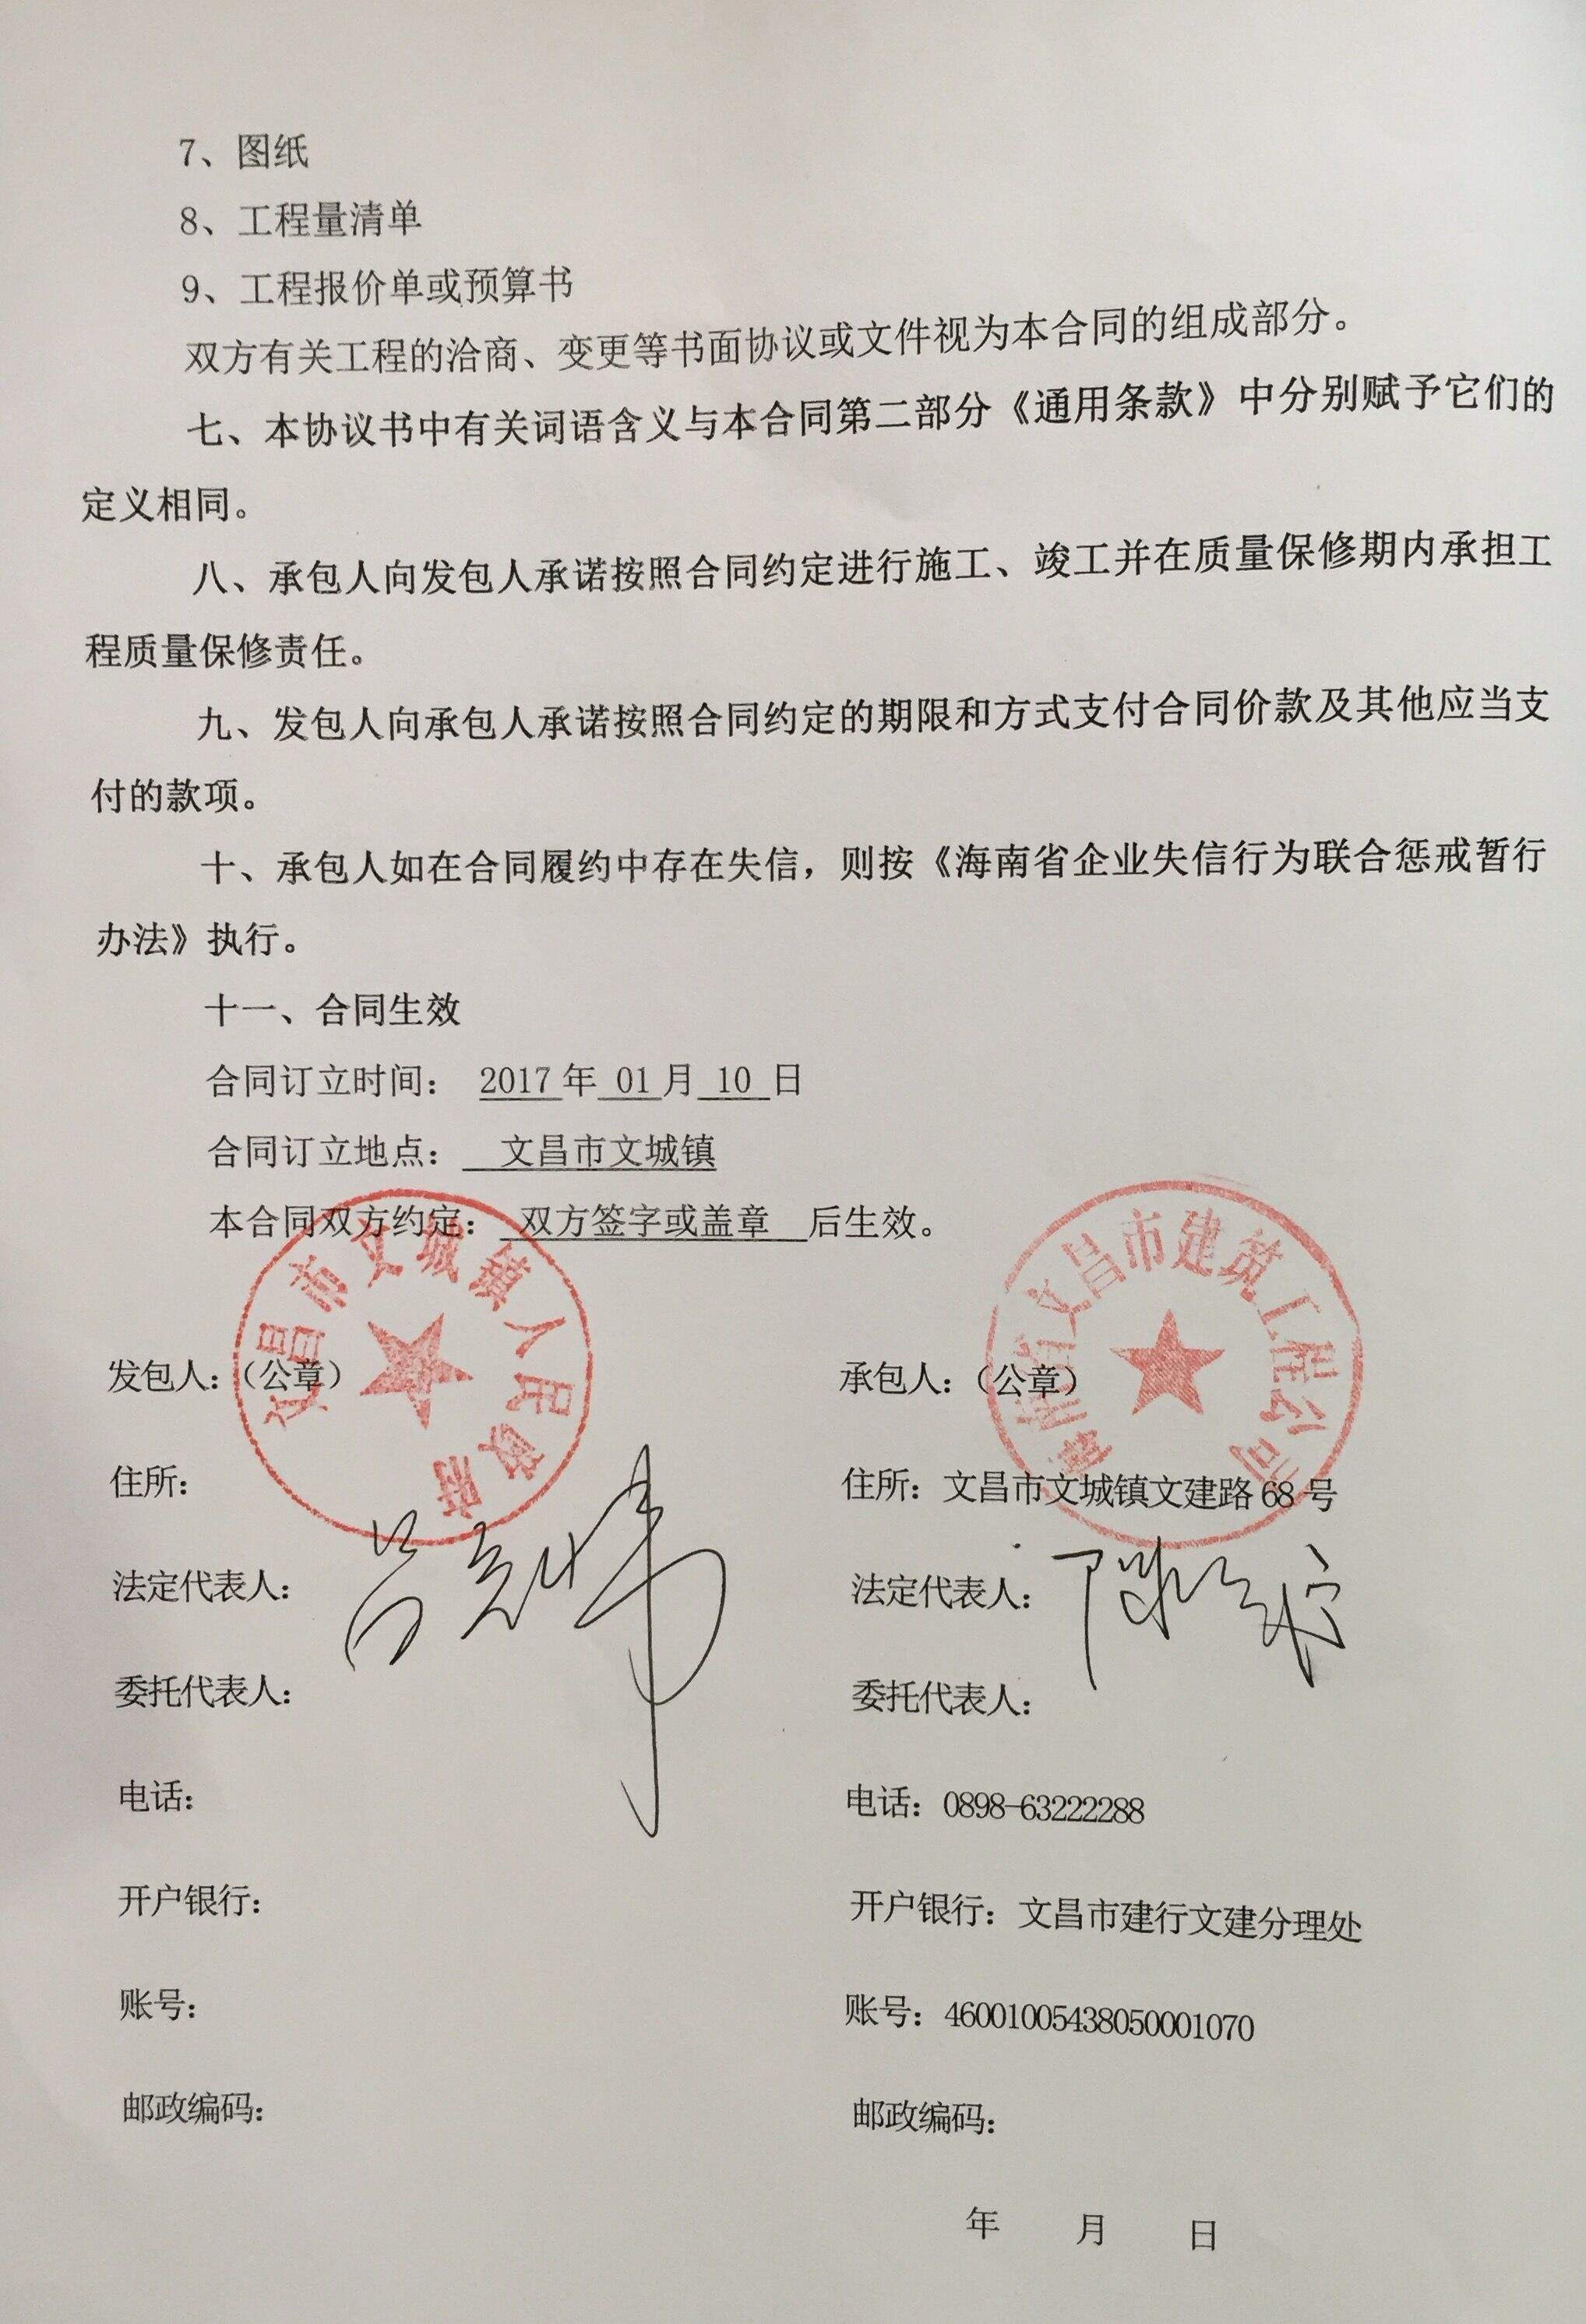 7、图纸
8、工程量清单
9、工程报价单或预算书
双方有关工程的洽商、变更等书面协议或文件视为本合同的组成部分。
七、本协议书中有关词语含义与本合同第二部分《通用条款》中分别赋予它们的
定义相同。
八、承包人向发包人承诺按照合同约定进行施工、竣工并在质量保修期内承担工
程质量保修责任。
九、发包人向承包人承诺按照合同约定的期限和方式支付合同价款及其他应当支
付的款项。
十、承包人如在合同履约中存在失信，则按《海南省企业失信行为联合惩戒暂行
办法》执行。
十一、合同生效
合同订立时间： 2017 年 01 月 10 日
合同订立地点： 文昌市文城镇
本合同双方约定： 双方签字或盖章 后生效。
文昌市文城镇人民政府
海南省文昌市建筑工程公司
发包人：（公章）
承包人：（公章）
住所：
住所：文昌市文城镇文建路 68 号
法定代表人：
法定代表人：
委托代表人：
委托代表人：
电话：
电话：0898-63222288
开户银行：
开户银行：文昌市建行文建分理处
账号：
账号：46001005438050001070
邮政编码：
邮政编码：
年 月 日